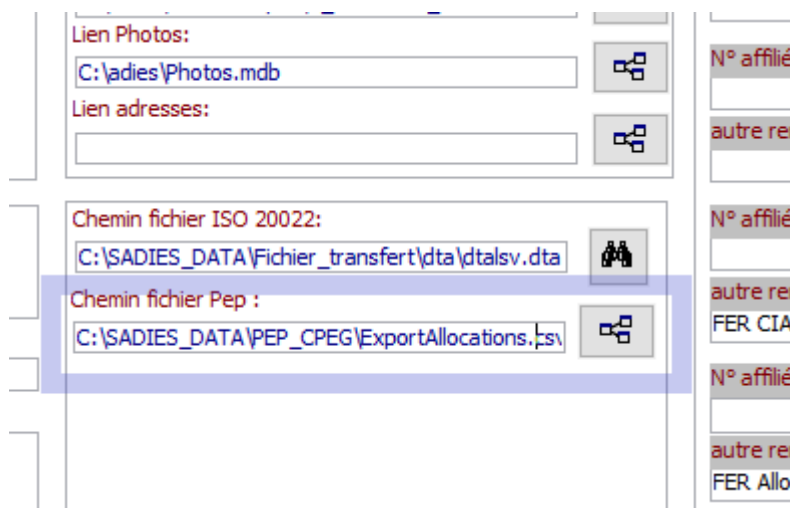 Lien Photos:
C:\adies\Photos.mdb
Lien adresses:
Chemin fichier ISO 20022:
C:\SADIES_DATA\Fichier_transfert\dta\dtalsv.dta
Chemin fichier Pep :
C:\SADIES_DATA\PEP_CPEG\ExportAllocations.csv
N° affilié
autre re
N° affilié
autre re
FER CIA
N° affilié
autre re
FER Allo